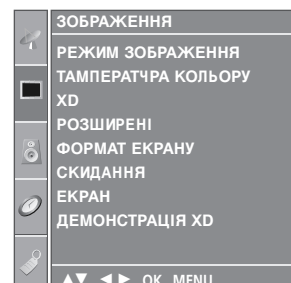 ЗОБРАЖЕННЯ
РЕЖИМ ЗОБРАЖЕННЯ
ТАМПЕРАТЧРА КОЛЬОРУ
XD
РОЗШИРЕНІ
ФОРМАТ ЕКРАНУ
СКИДАННЯ
ЕКРАН
ДЕМОНСТРАЦІЯ XD
▲▼ ◄► OK MENU